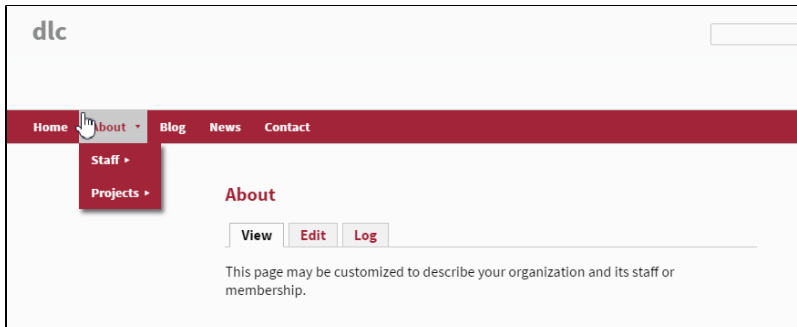 dlc
Home About Blog News Contact
Staff
Projects
About
View Edit Log
This page may be customized to describe your organization and its staff or
membership.